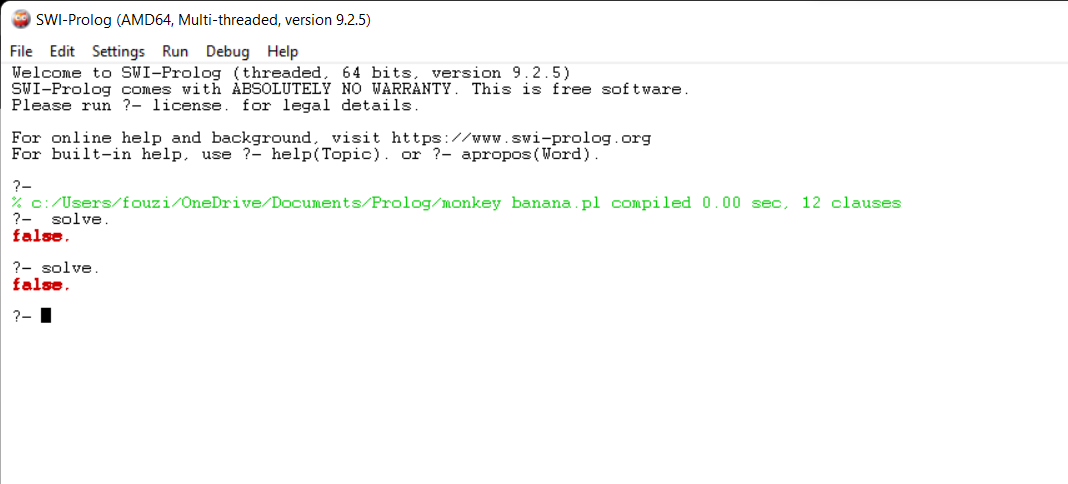 SWI-Prolog (AMD64, Multi-threaded, version 9.2.5)
File Edit Settings Run Debug Help
Welcome to SWI-Prolog (threaded, 64 bits, version 9.2.5)
SWI-Prolog comes with ABSOLUTELY NO WARRANTY. This is free software.
Please run ?- license. for legal details.
For online help and background, visit https://www.swi-prolog.org
For built-in help, use ?- help(Topic). or ?- apropos(Word).
?-
% c:/Users/fouzi/OneDrive/Documents/Prolog/monkey banana.pl compiled 0.00 sec, 12 clauses
?-  solve.
false.
?- solve.
false.
?-